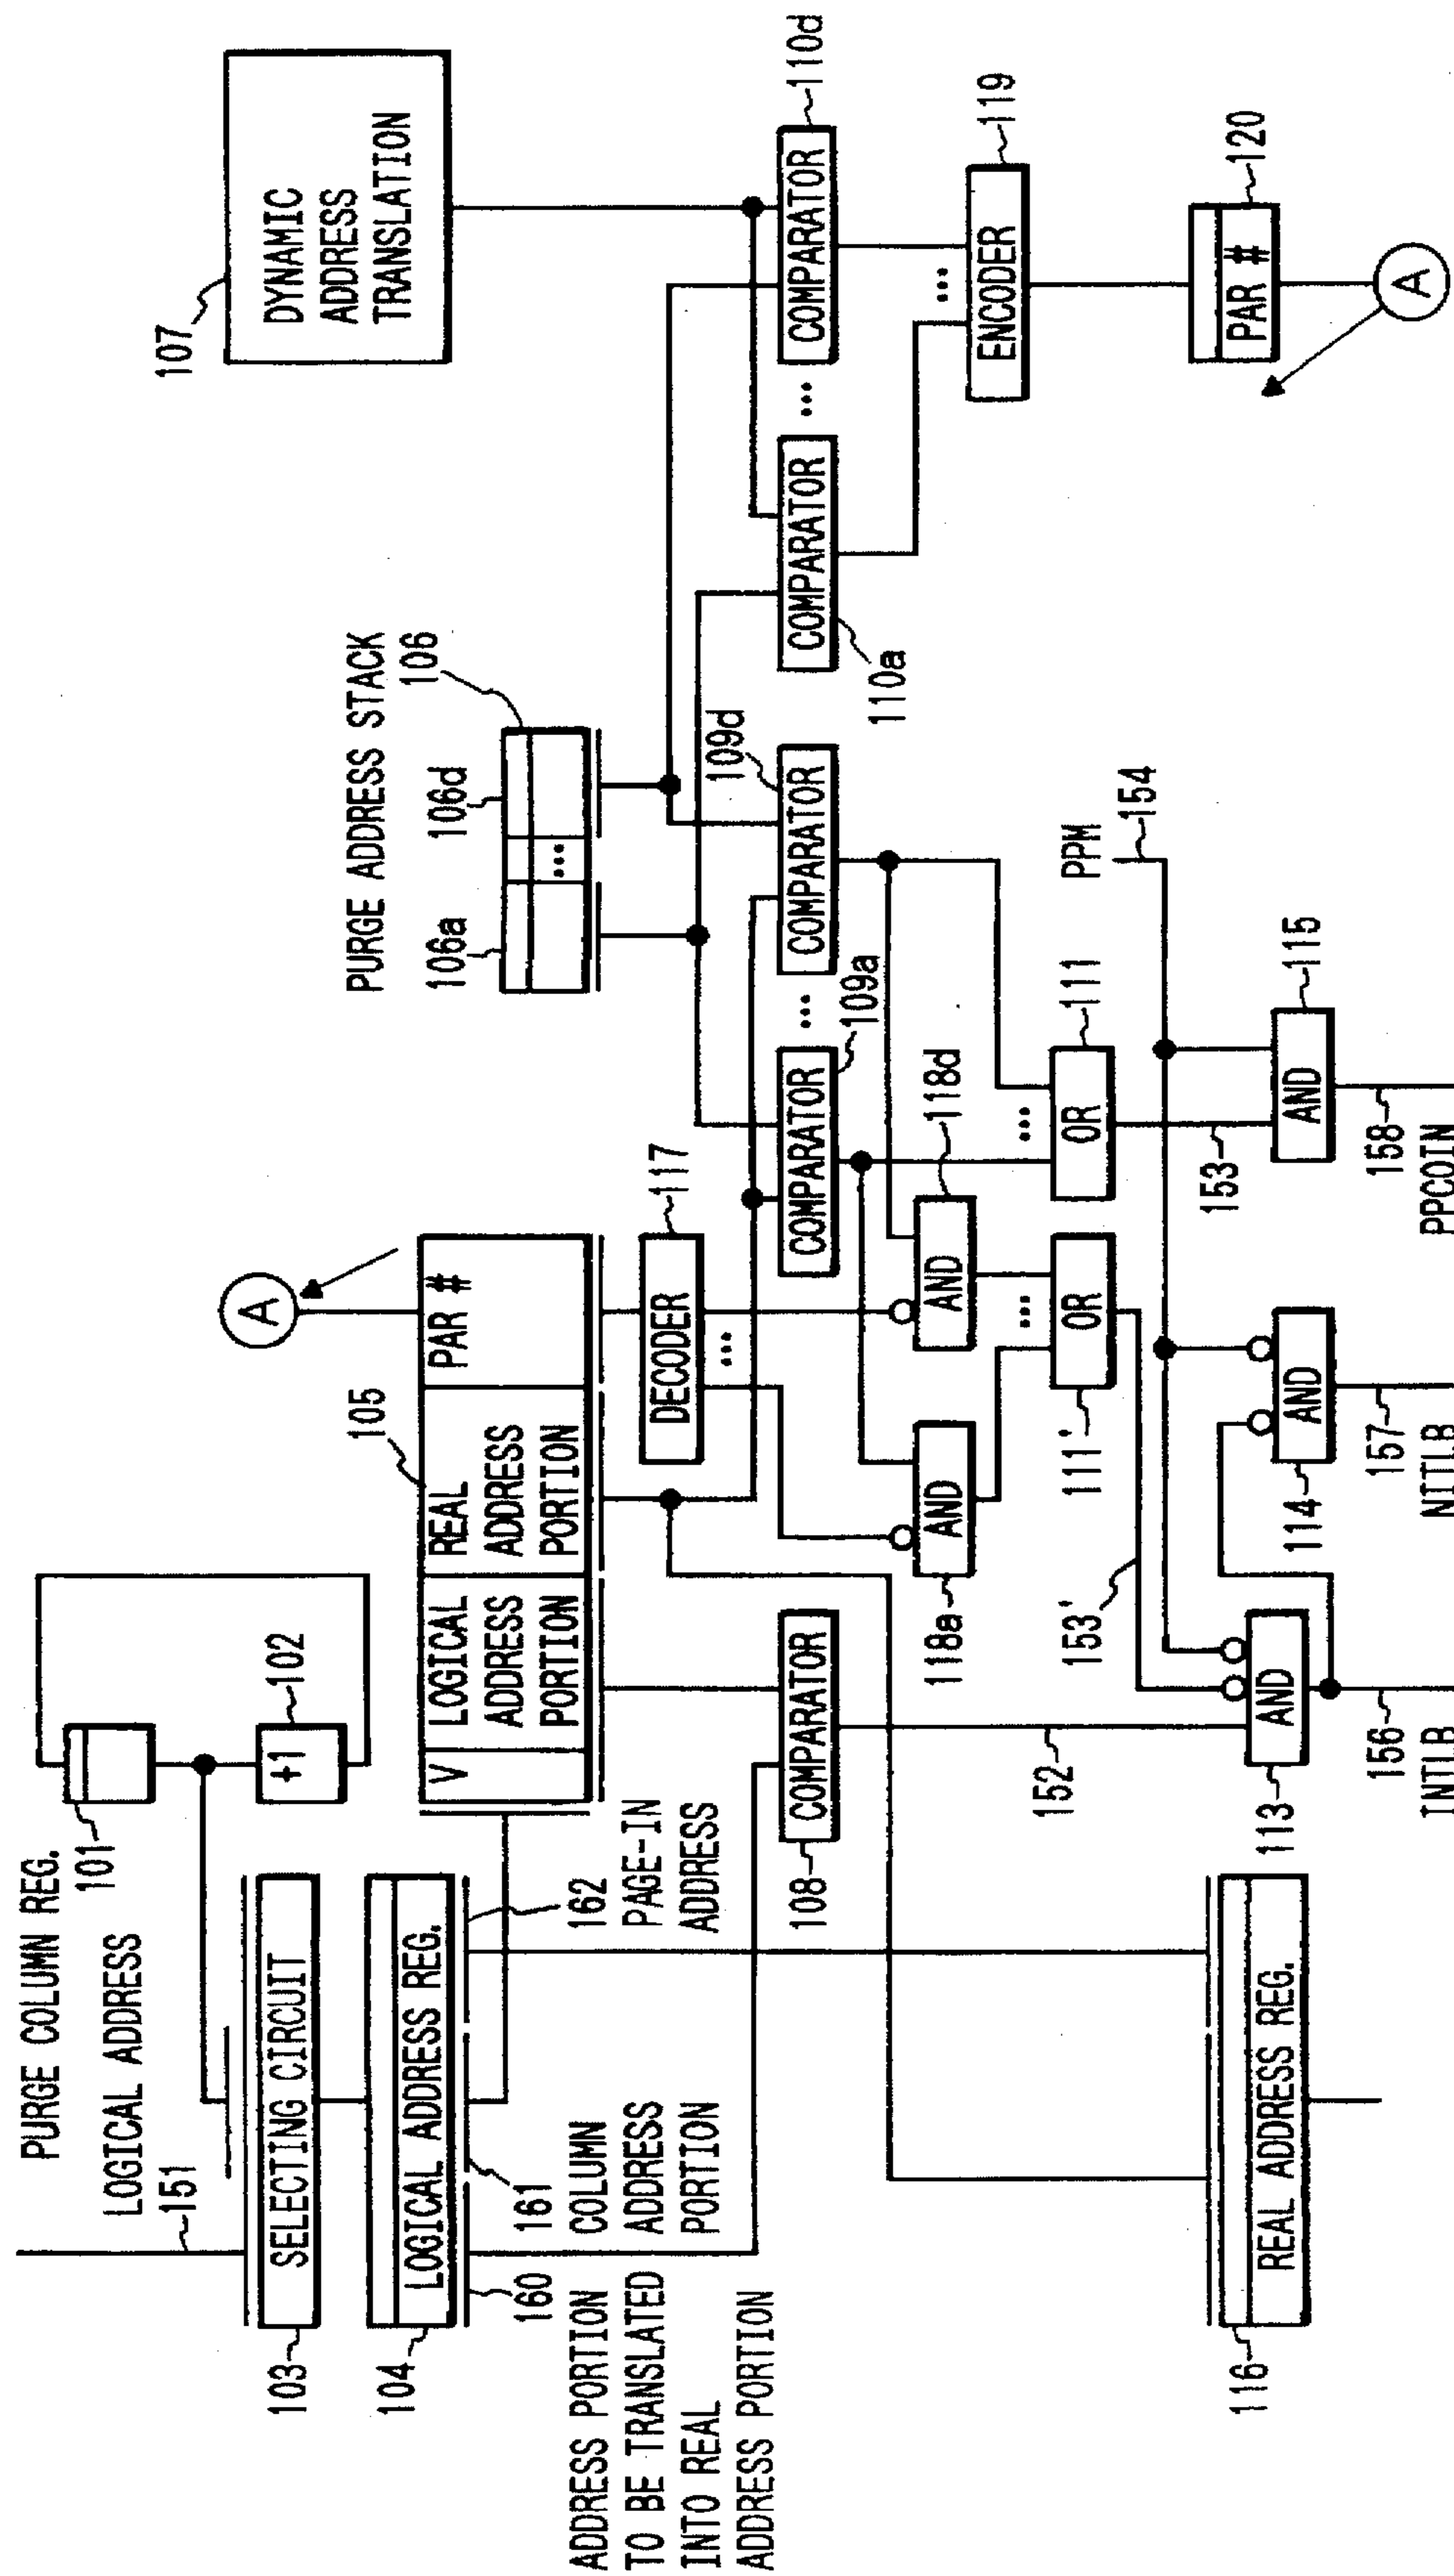 PURGE COLUMN REG.
101
LOGICAL ADDRESS
151
102
+1
SELECTING CIRCUIT
103
LOGICAL ADDRESS REG.
104
160
ADDRESS PORTION
TO BE TRANSLATED
INTO REAL
ADDRESS PORTION
161
COLUMN
ADDRESS
PORTION
162
PAGE-IN
ADDRESS
A
105
V
LOGICAL
ADDRESS
PORTION
REAL
ADDRESS
PORTION
PAR #
PURGE ADDRESS STACK
106
106a
106d
...
107
DYNAMIC
ADDRESS
TRANSLATION
DECODER
117
...
COMPARATOR
108
COMPARATOR
109a
...
COMPARATOR
109d
COMPARATOR
110a
...
COMPARATOR
110d
AND
118a
AND
118d
...
ENCODER
119
...
OR
111'
...
OR
111
PPM
154
PAR #
120
A
152
153'
153
REAL ADDRESS REG.
116
AND
113
AND
114
AND
115
156
INTLB
157
NITLB
158
PPCOIN